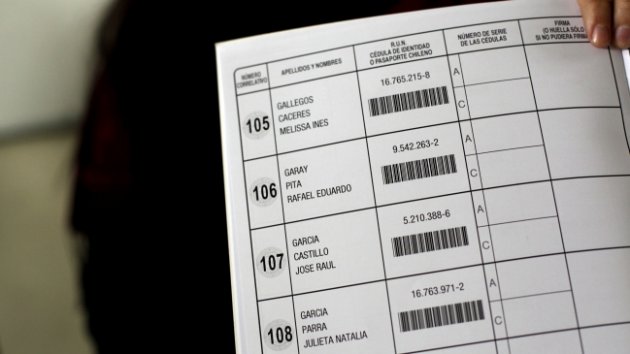 NÚMERO
CORRELATIVO
APELLIDOS Y NOMBRES
R.U.N.
CÉDULA DE IDENTIDAD
O PASAPORTE CHILENO
NÚMERO DE SERIE
DE LAS CÉDULAS
FIRMA
(O HUELLA SÓLO
SI NO PUDIERA FIRMAR
105
GALLEGOS
CACERES
MELISSA INES
16.765.215-8
A
C
106
GARAY
PITA
RAFAEL EDUARDO
9.542.263-2
A
C
107
GARCIA
CASTILLO
JOSE RAUL
5.210.388-6
A
C
108
GARCIA
PARRA
JULIETA NATALIA
16.763.971-2
A
C